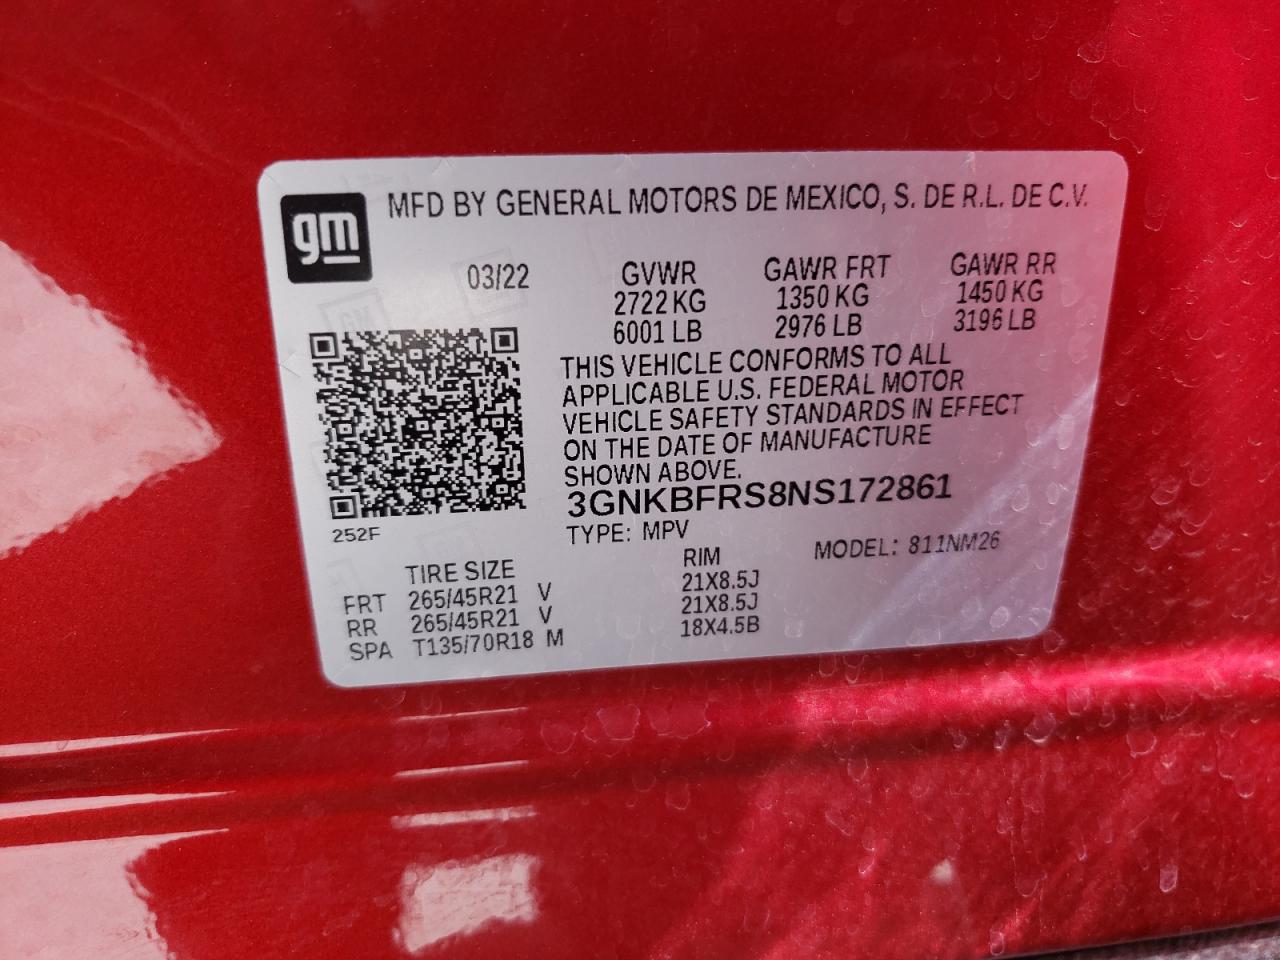 gm
MFD BY GENERAL MOTORS DE MEXICO, S. DE R.L. DE C.V.
03/22 GVWR GAWR FRT GAWR RR
2722 KG 1350 KG 1450 KG
6001 LB 2976 LB 3196 LB
THIS VEHICLE CONFORMS TO ALL
APPLICABLE U.S. FEDERAL MOTOR
VEHICLE SAFETY STANDARDS IN EFFECT
ON THE DATE OF MANUFACTURE
SHOWN ABOVE.
3GNKBFRS8NS172861
252F
TYPE: MPV MODEL: 811NM26
TIRE SIZE RIM
FRT 265/45R21 V 21X8.5J
RR 265/45R21 V 21X8.5J
SPA T135/70R18 M 18X4.5B